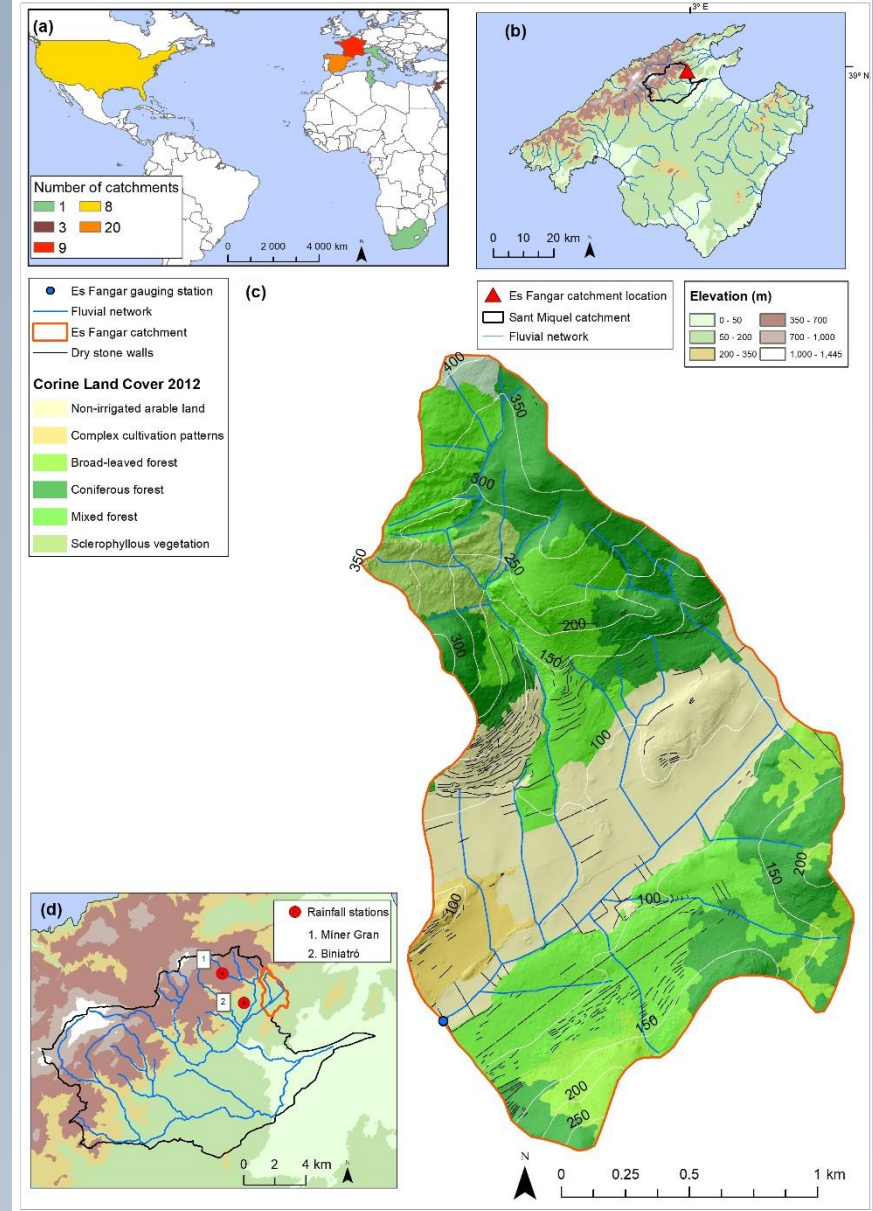 (a)
Number of catchments
1
8
3
20
9
0
2 000
4 000 km
N
(b)
3º E
39º N
0
10
20 km
N
Es Fangar gauging station
Fluvial network
Es Fangar catchment
Dry stone walls
Corine Land Cover 2012
Non-irrigated arable land
Complex cultivation patterns
Broad-leaved forest
Coniferous forest
Mixed forest
Sclerophyllous vegetation
(c)
Es Fangar catchment location
Sant Miquel catchment
Fluvial network
Elevation (m)
0 - 50
350 - 700
50 - 200
700 - 1,000
200 - 350
1,000 - 1,445
400
350
300
250
350
200
300
150
100
200
150
100
100
150
200
250
N
0
0.25
0.5
1 km
(d)
Rainfall stations
1. Míner Gran
2. Biniatró
1
2
0
2
4 km
N